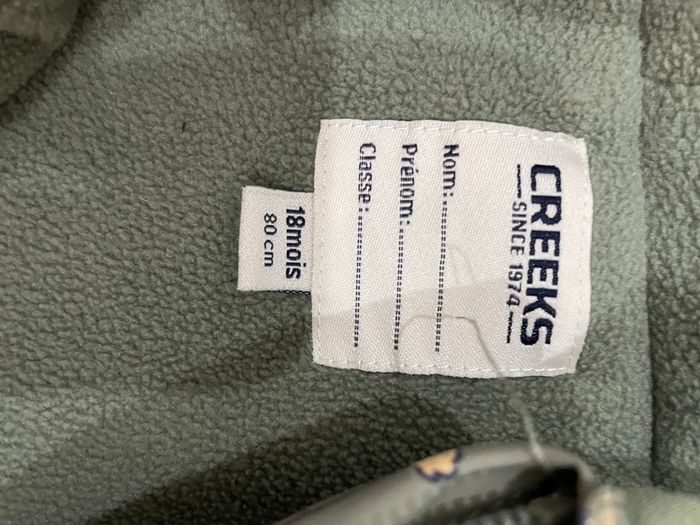 CREEKS
SINCE 1974
Nom:
Prénom:
Classe:
18mois
80 cm